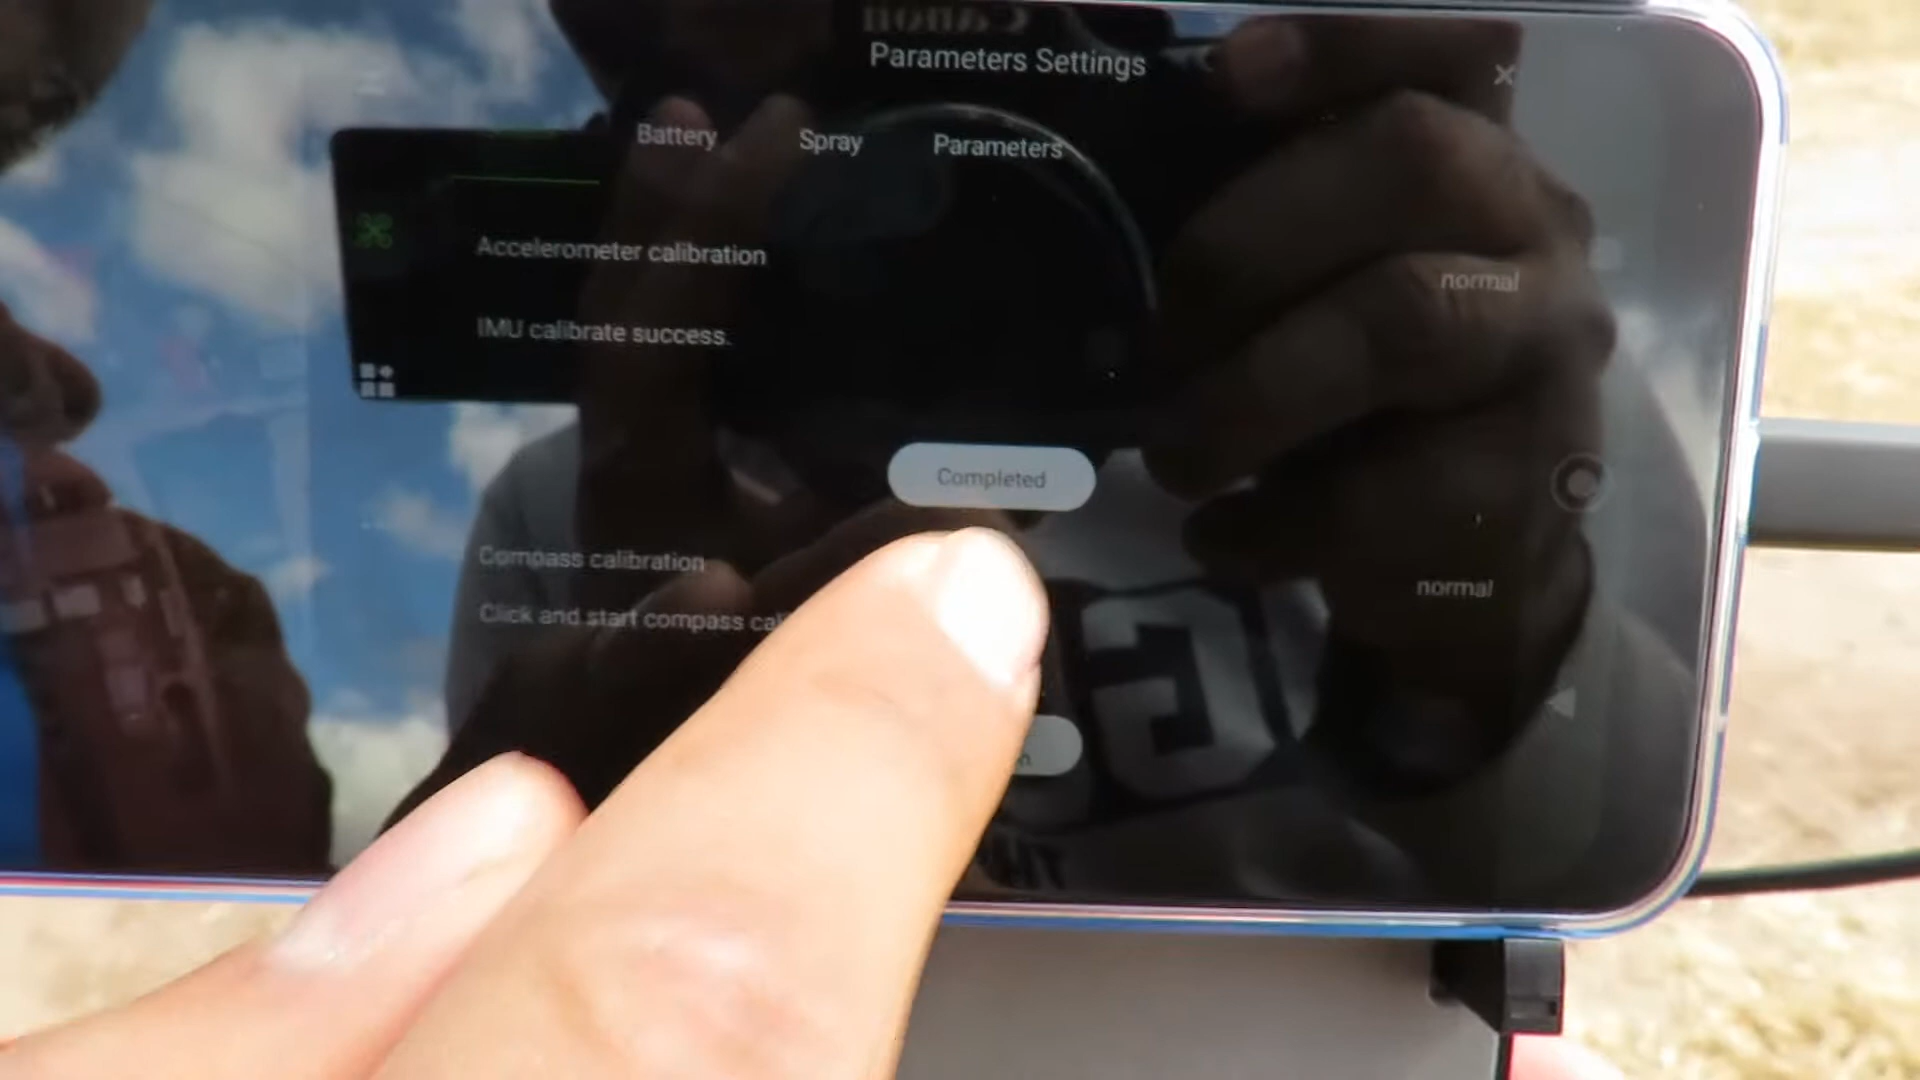 Canon
Parameters Settings
Battery Spray Parameters
Accelerometer calibration normal
IMU calibrate success.
Completed
Compass calibration normal
Click and start compass